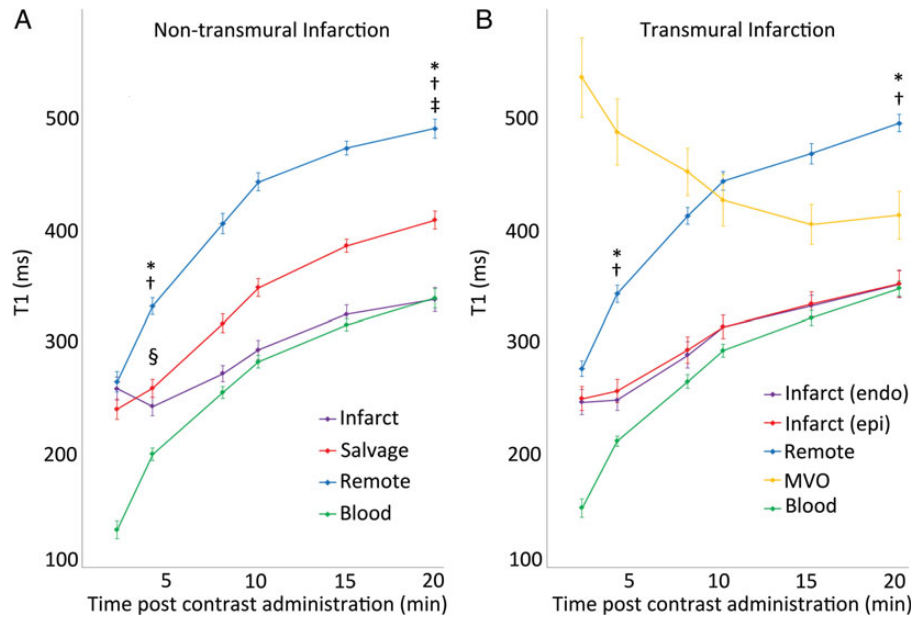 A
Non-transmural Infarction
T1 (ms)
500
400
300
200
100
*
†
§
*
†
‡
Infarct
Salvage
Remote
Blood
5
10
15
20
Time post contrast administration (min)
B
Transmural Infarction
T1 (ms)
500
400
300
200
100
*
†
*
†
Infarct (endo)
Infarct (epi)
Remote
MVO
Blood
5
10
15
20
Time post contrast administration (min)